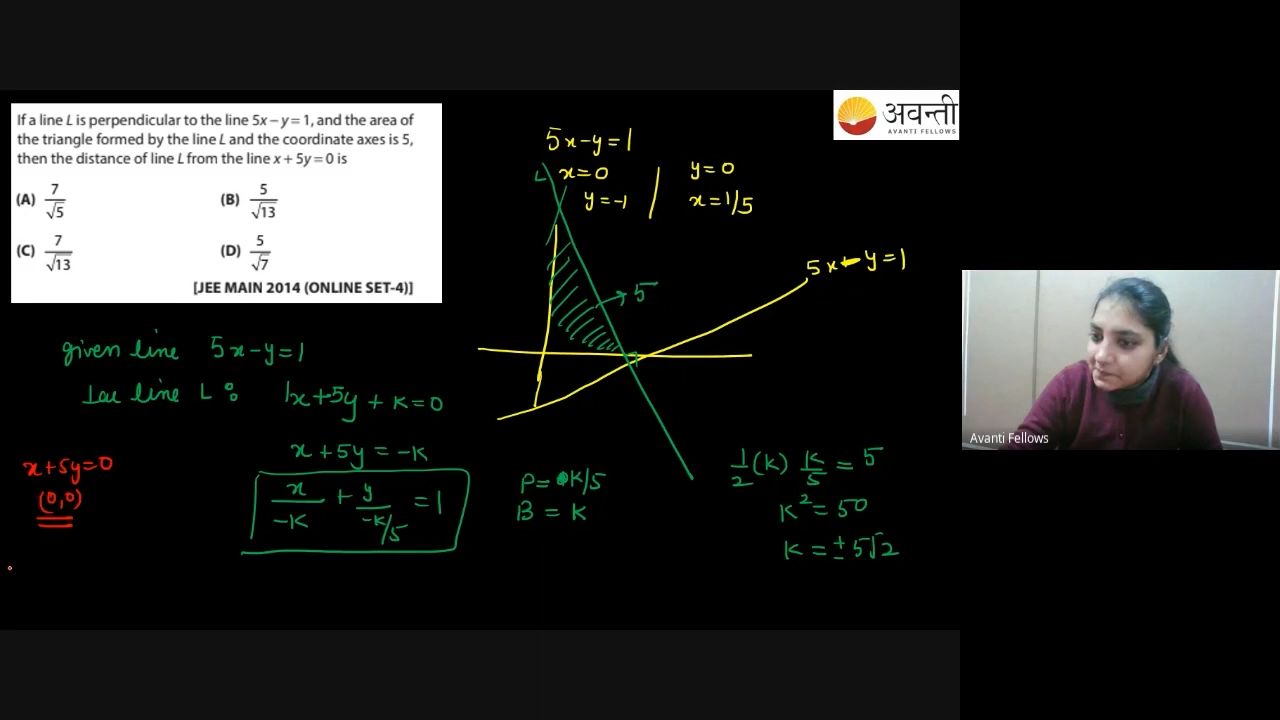 If a line L is perpendicular to the line 5x – y = 1, and the area of
the triangle formed by the line L and the coordinate axes is 5,
then the distance of line L from the line x + 5y = 0 is
(A) 7/√5 (B) 5/√13
(C) 7/√13 (D) 5/√7
[JEE MAIN 2014 (ONLINE SET-4)]
अवन्ती
AVANTI FELLOWS
5x-y=1
L x=0 | y=0
y=-1 x=1/5
5x-y=1
5
given line 5x-y=1
⊥ar line L : 1x+5y+K=0
x+5y=-K
x/-K + y/-K/5 = 1
x+5y=0
(0,0)
P= K/5
B = K
1/2 (K) K/5 = 5
K²=50
K=±5√2
Avanti Fellows